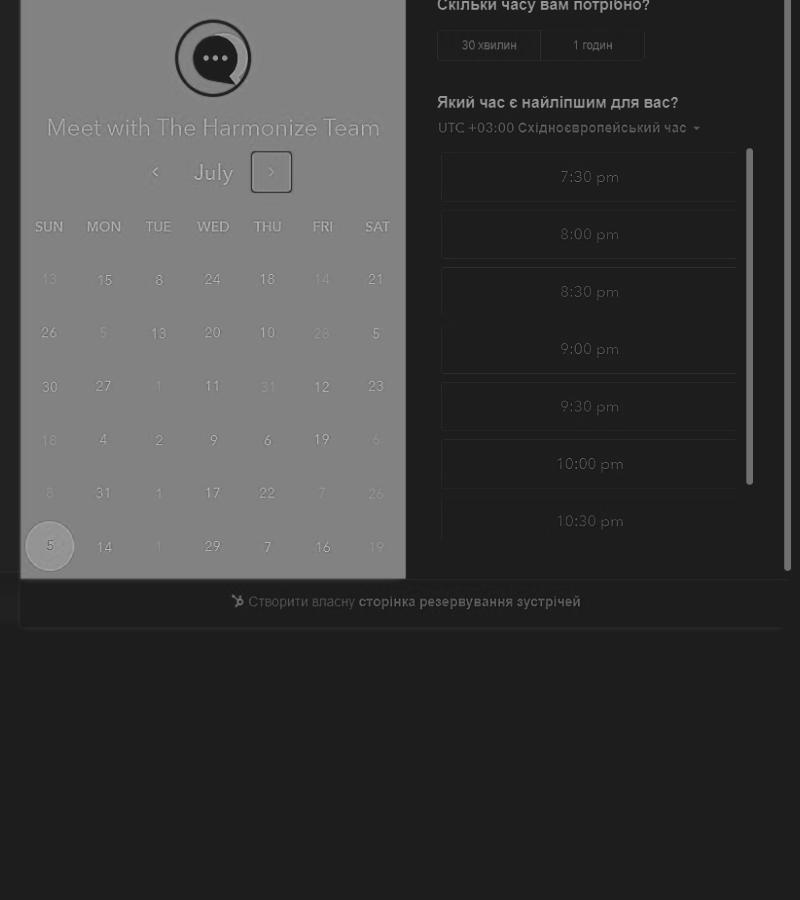 Скільки часу вам потрібно?
30 хвилин 1 годин
Який час є найліпшим для вас?
UTC +03:00 Східноєвропейський час
Meet with The Harmonize Team
July
SUN MON TUE WED THU FRI SAT
13 15 8 24 18 14 21
26 5 13 20 10 28 5
30 27 1 11 31 12 23
18 4 2 9 6 19 6
8 31 1 17 22 7 26
5 14 1 29 7 16 19
7:30 pm
8:00 pm
8:30 pm
9:00 pm
9:30 pm
10:00 pm
10:30 pm
Створити власну сторінка резервування зустрічей